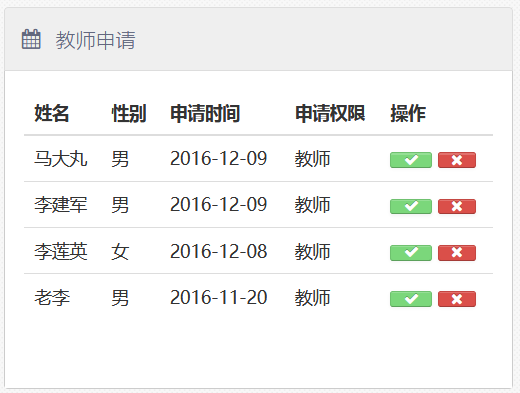 教师申请
姓名 性别 申请时间 申请权限 操作
马大丸 男 2016-12-09 教师
李建军 男 2016-12-09 教师
李莲英 女 2016-12-08 教师
老李 男 2016-11-20 教师